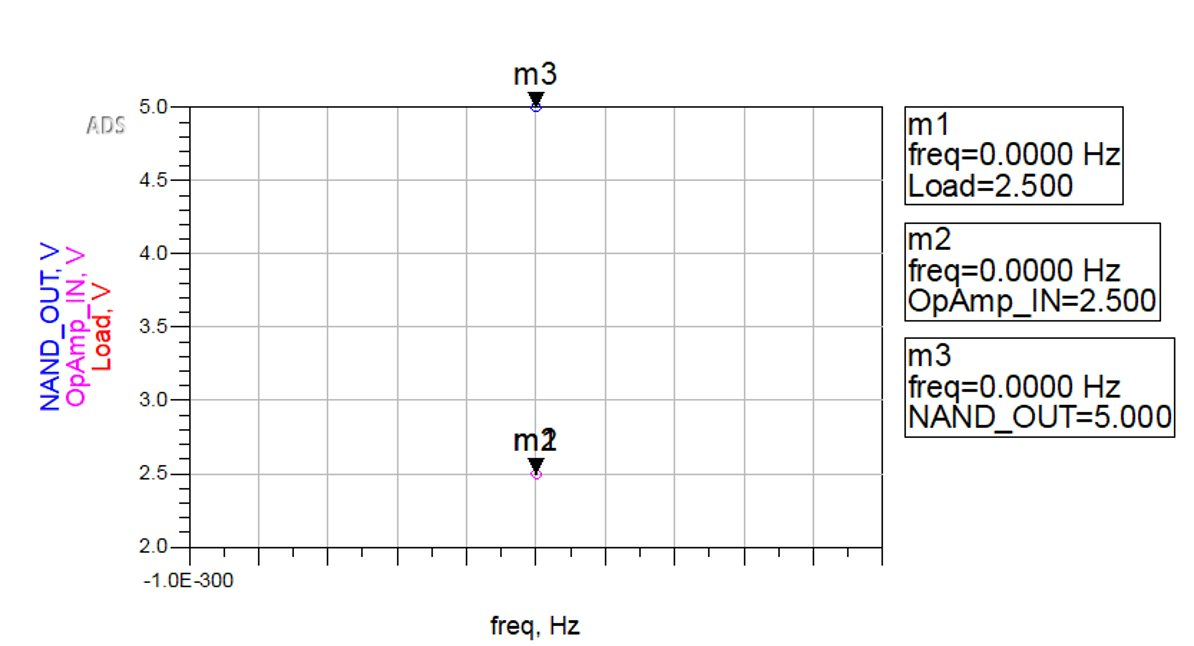 m3
5.0
ADS
4.5
4.0
3.5
3.0
2.5
2.0
m2
m1
-1.0E-300
freq, Hz
NAND_OUT, V
OpAmp_IN, V
Load, V
m1
freq=0.0000 Hz
Load=2.500
m2
freq=0.0000 Hz
OpAmp_IN=2.500
m3
freq=0.0000 Hz
NAND_OUT=5.000